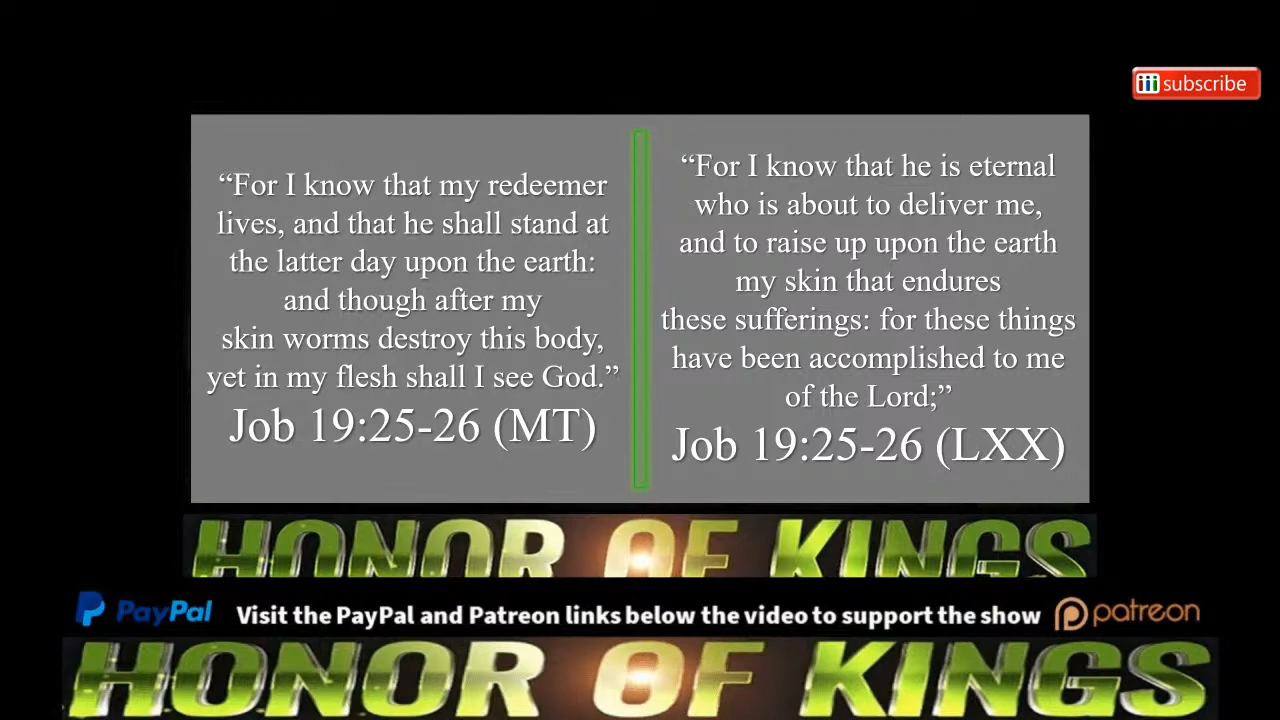 subscribe
“For I know that my redeemer
lives, and that he shall stand at
the latter day upon the earth:
and though after my
skin worms destroy this body,
yet in my flesh shall I see God.”
Job 19:25-26 (MT)
“For I know that he is eternal
who is about to deliver me,
and to raise up upon the earth
my skin that endures
these sufferings: for these things
have been accomplished to me
of the Lord;”
Job 19:25-26 (LXX)
HONOR OF KINGS
PayPal Visit the PayPal and Patreon links below the video to support the show patreon
HONOR OF KINGS